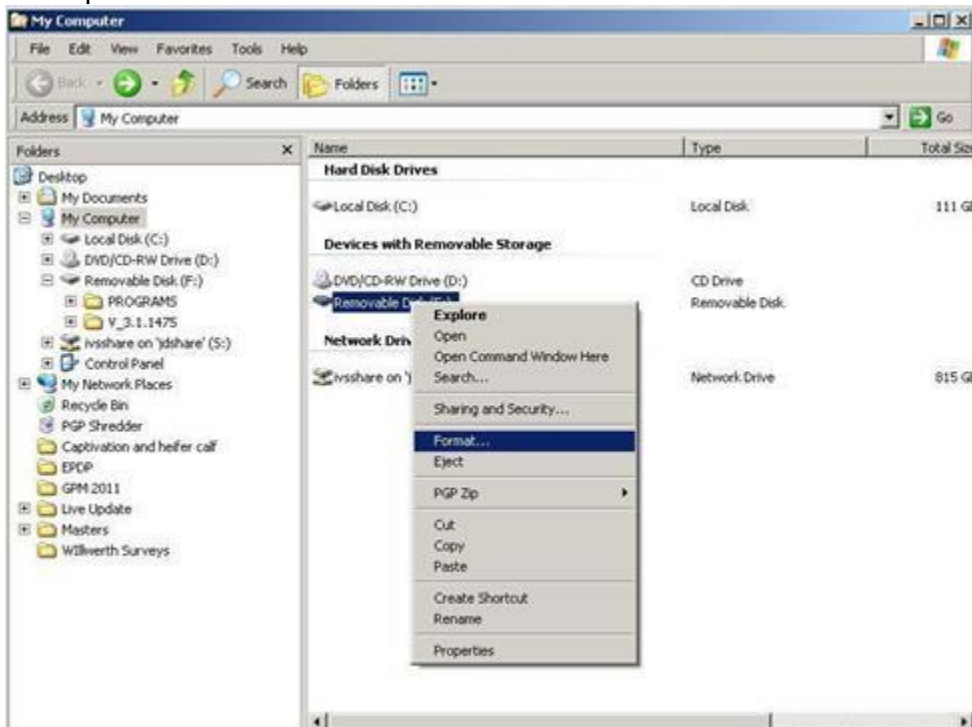 My Computer
File Edit View Favorites Tools Help
Back Search Folders
Address My Computer Go
Folders
Desktop
My Documents
My Computer
Local Disk (C:)
DVD/CD-RW Drive (D:)
Removable Disk (F:)
PROGRAMS
V_3.1.1475
ivsshare on 'jdshare' (S:)
Control Panel
My Network Places
Recycle Bin
PGP Shredder
Captivation and heifer calf
EPDP
GPM 2011
Live Update
Masters
Willwerth Surveys
Name Type Total Siz
Hard Disk Drives
Local Disk (C:) Local Disk 111 G
Devices with Removable Storage
DVD/CD-RW Drive (D:) CD Drive
Removable Removable Disk
Network Driv
ivsshare on 'j Network Drive 815 G
Explore
Open
Open Command Window Here
Search...
Sharing and Security...
Format...
Eject
PGP Zip
Cut
Copy
Paste
Create Shortcut
Rename
Properties